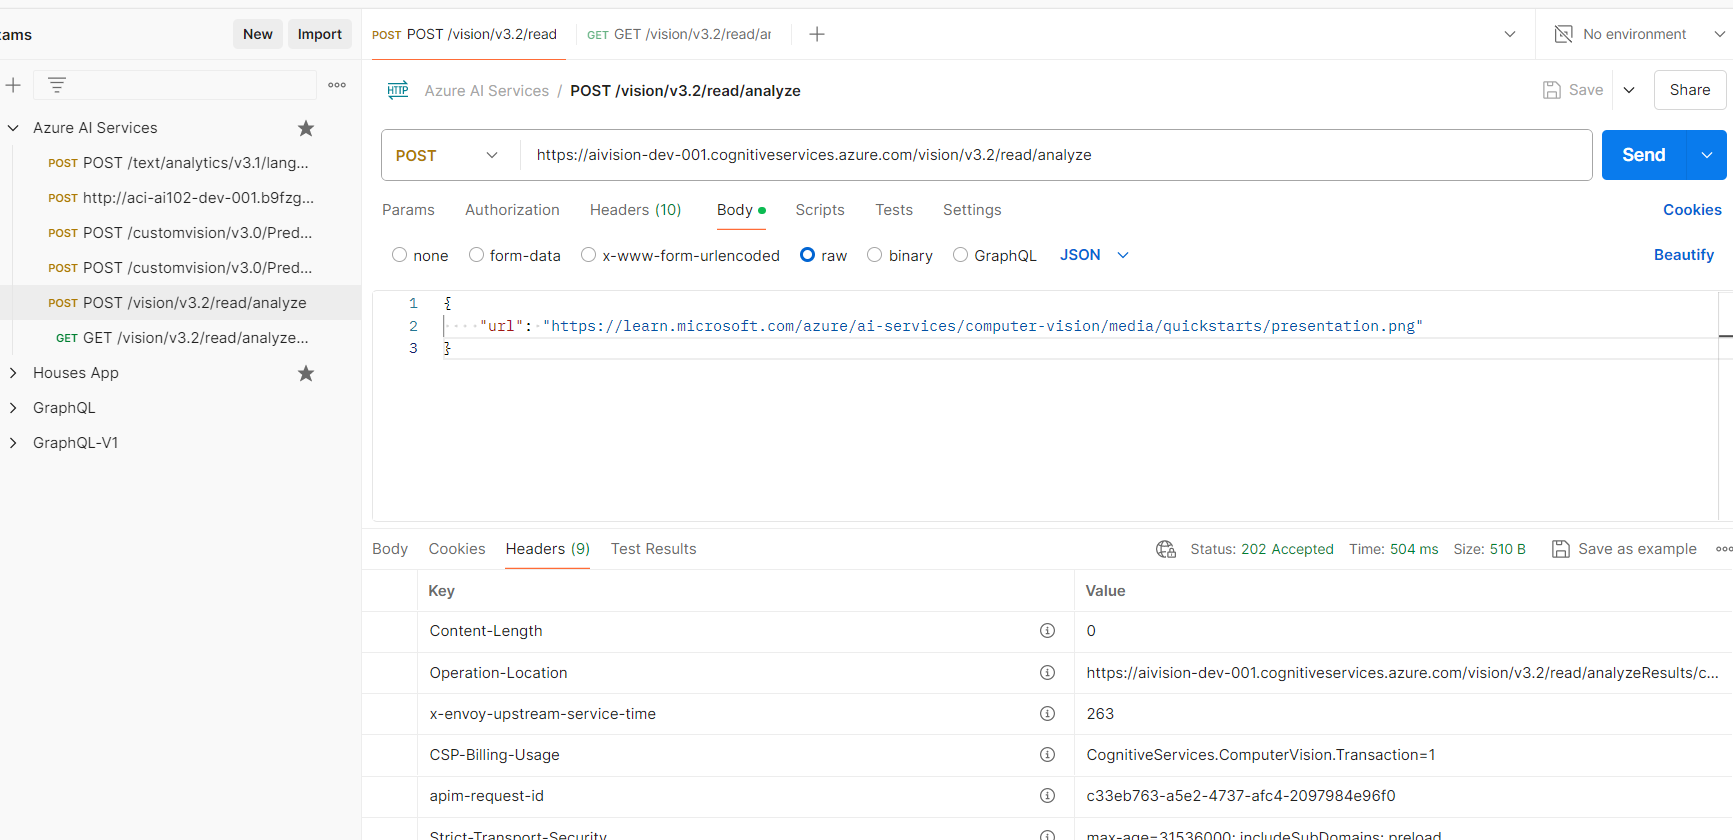 New
Import
POST POST /vision/v3.2/read
GET GET /vision/v3.2/read/ar
No environment
Azure AI Services / POST /vision/v3.2/read/analyze
Save
Share
Azure AI Services
POST POST /text/analytics/v3.1/lang...
POST http://aci-ai102-dev-001.b9fzg...
POST POST /customvision/v3.0/Pred...
POST POST /customvision/v3.0/Pred...
POST POST /vision/v3.2/read/analyze
GET GET /vision/v3.2/read/analyze...
Houses App
GraphQL
GraphQL-V1
POST https://aivision-dev-001.cognitiveservices.azure.com/vision/v3.2/read/analyze
Send
Params Authorization Headers (10) Body Scripts Tests Settings
Cookies
none form-data x-www-form-urlencoded raw binary GraphQL JSON
Beautify
1 {
2 "url": "https://learn.microsoft.com/azure/ai-services/computer-vision/media/quickstarts/presentation.png"
3 }
Body Cookies Headers (9) Test Results
Status: 202 Accepted Time: 504 ms Size: 510 B
Save as example
Key Value
Content-Length 0
Operation-Location https://aivision-dev-001.cognitiveservices.azure.com/vision/v3.2/read/analyzeResults/c...
x-envoy-upstream-service-time 263
CSP-Billing-Usage CognitiveServices.ComputerVision.Transaction=1
apim-request-id c33eb763-a5e2-4737-afc4-2097984e96f0
Strict-Transport-Security max-age=31536000; includeSubDomains; preload